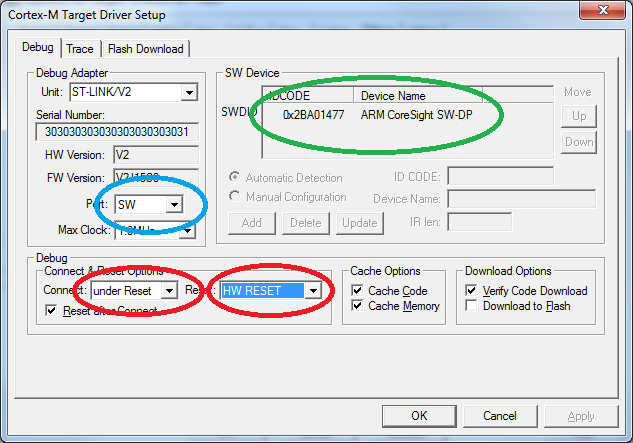 Cortex-M Target Driver Setup
Debug Trace Flash Download
Debug Adapter
Unit: ST-LINK/V2
Serial Number:
303030303030303030303031
HW Version: V2
FW Version:
Port: SW
Max Clock:
SW Device
IDCODE Device Name
SWDIO 0x2BA01477 ARM CoreSight SW-DP
Move
Up
Down
Automatic Detection
Manual Configuration
ID CODE:
Device Name:
Add Delete Update IR len:
Debug
Connect & Reset Options
Connect: under Reset Reset: HW RESET
Reset after Connect
Cache Options
Cache Code
Cache Memory
Download Options
Verify Code Download
Download to Flash
OK Cancel Apply